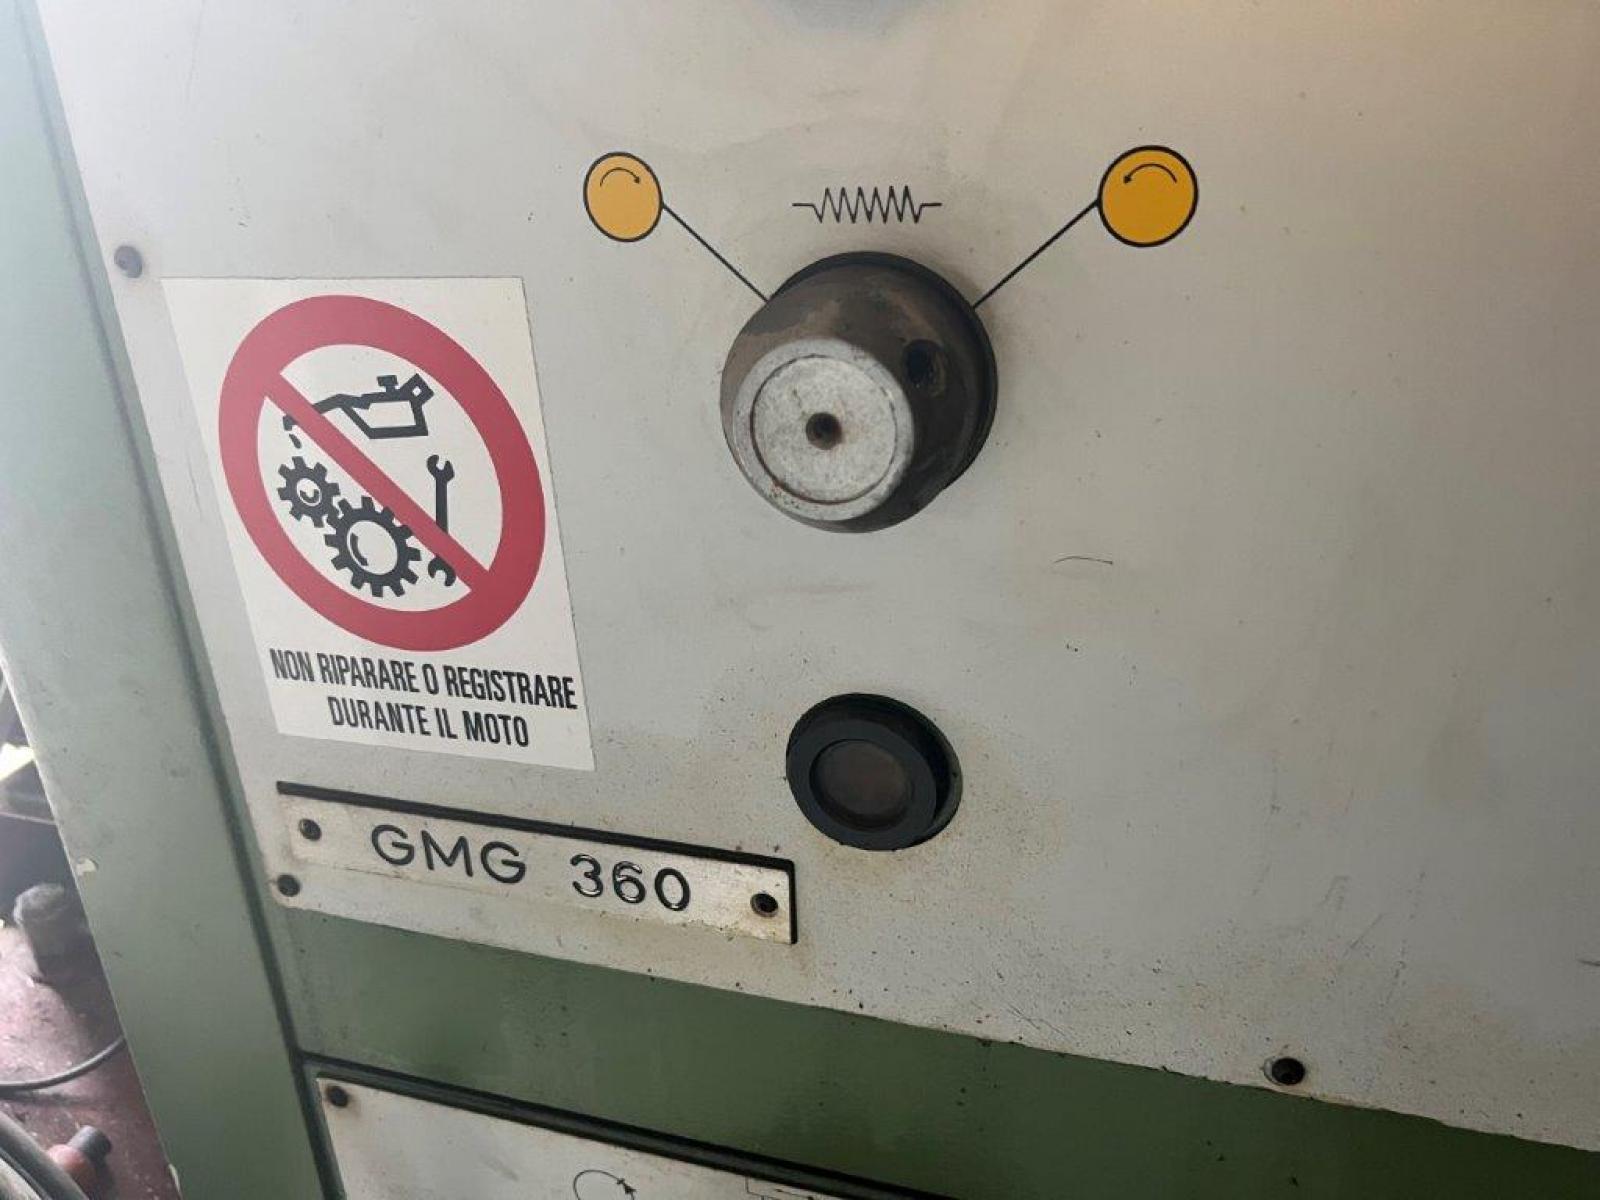 NON RIPARARE O REGISTRARE
DURANTE IL MOTO
GMG 360